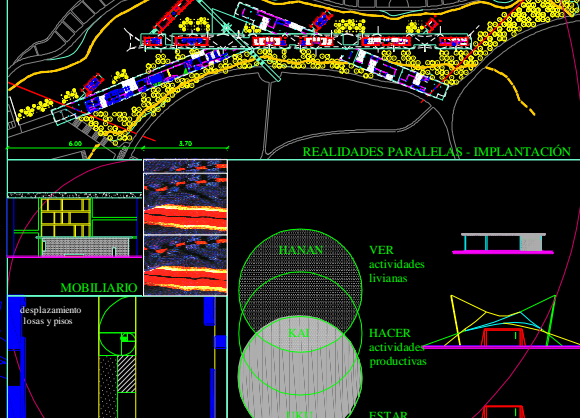 6.00
3.70
REALIDADES PARALELAS - IMPLANTACIÓN
MOBILIARIO
desplazamiento
losas y pisos
HANAN
VER
actividades
livianas
KAI
HACER
actividades
productivas
UKU
ESTAR